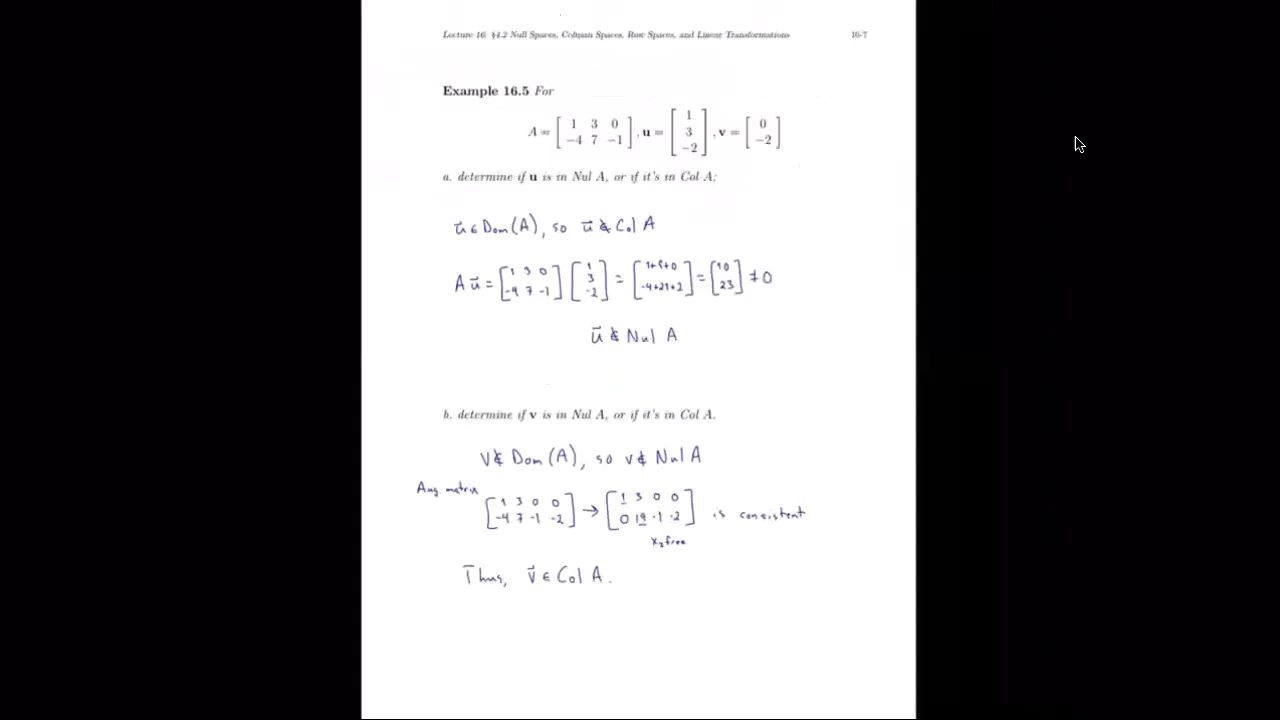 Lecture 16. §4.2 Null Spaces, Column Spaces, Row Spaces, and Linear Transformations 16-7
Example 16.5 For
A = [ 1 3 0 ; −4 7 −1 ] , u = [ 1 ; 3 ; −2 ] , v = [ 0 ; −2 ]
a. determine if u is in Nul A, or if it's in Col A;
u⃗ ∈ Dom(A), so u⃗ ∉ Col A
A u⃗ = [ 1 3 0 ; -4 7 -1 ] [ 1 ; 3 ; -2 ] = [ 1+9+0 ; -4+21+2 ] = [ 10 ; 23 ] ≠ 0
u⃗ ∉ Nul A
b. determine if v is in Nul A, or if it's in Col A.
V ∉ Dom(A), so v ∉ Nul A
Aug. matrix
[ 1 3 0 0 ; -4 7 -1 -2 ] → [ 1 3 0 0 ; 0 19 -1 -2 ] is consistent
x₃ free
Thus, v⃗ ∈ Col A.